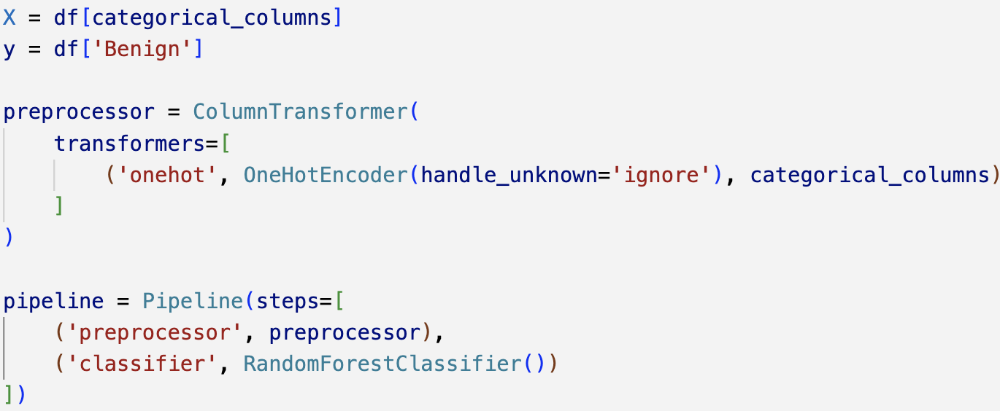 X = df[categorical_columns]
y = df['Benign']
preprocessor = ColumnTransformer(
    transformers=[
        ('onehot', OneHotEncoder(handle_unknown='ignore'), categorical_columns)
    ]
)
pipeline = Pipeline(steps=[
    ('preprocessor', preprocessor),
    ('classifier', RandomForestClassifier())
])